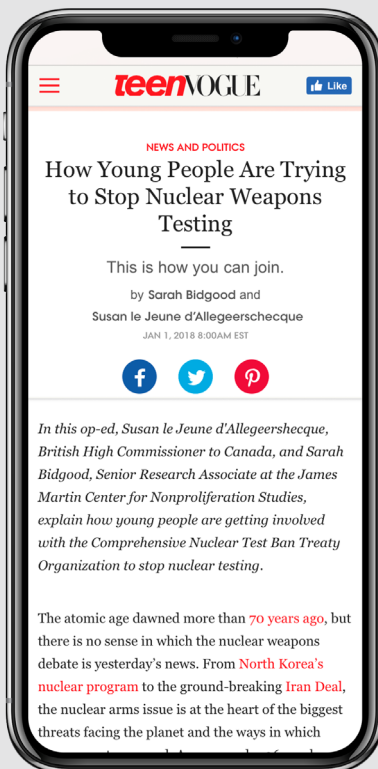 teenVOGUE
Like
NEWS AND POLITICS
How Young People Are Trying
to Stop Nuclear Weapons
Testing
This is how you can join.
by Sarah Bidgood and
Susan le Jeune d'Allegeerschecque
JAN 1, 2018 8:00AM EST
In this op-ed, Susan le Jeune d'Allegeershecque,
British High Commissioner to Canada, and Sarah
Bidgood, Senior Research Associate at the James
Martin Center for Nonproliferation Studies,
explain how young people are getting involved
with the Comprehensive Nuclear Test Ban Treaty
Organization to stop nuclear testing.
The atomic age dawned more than 70 years ago, but
there is no sense in which the nuclear weapons
debate is yesterday's news. From North Korea's
nuclear program to the ground-breaking Iran Deal,
the nuclear arms issue is at the heart of the biggest
threats facing the planet and the ways in which